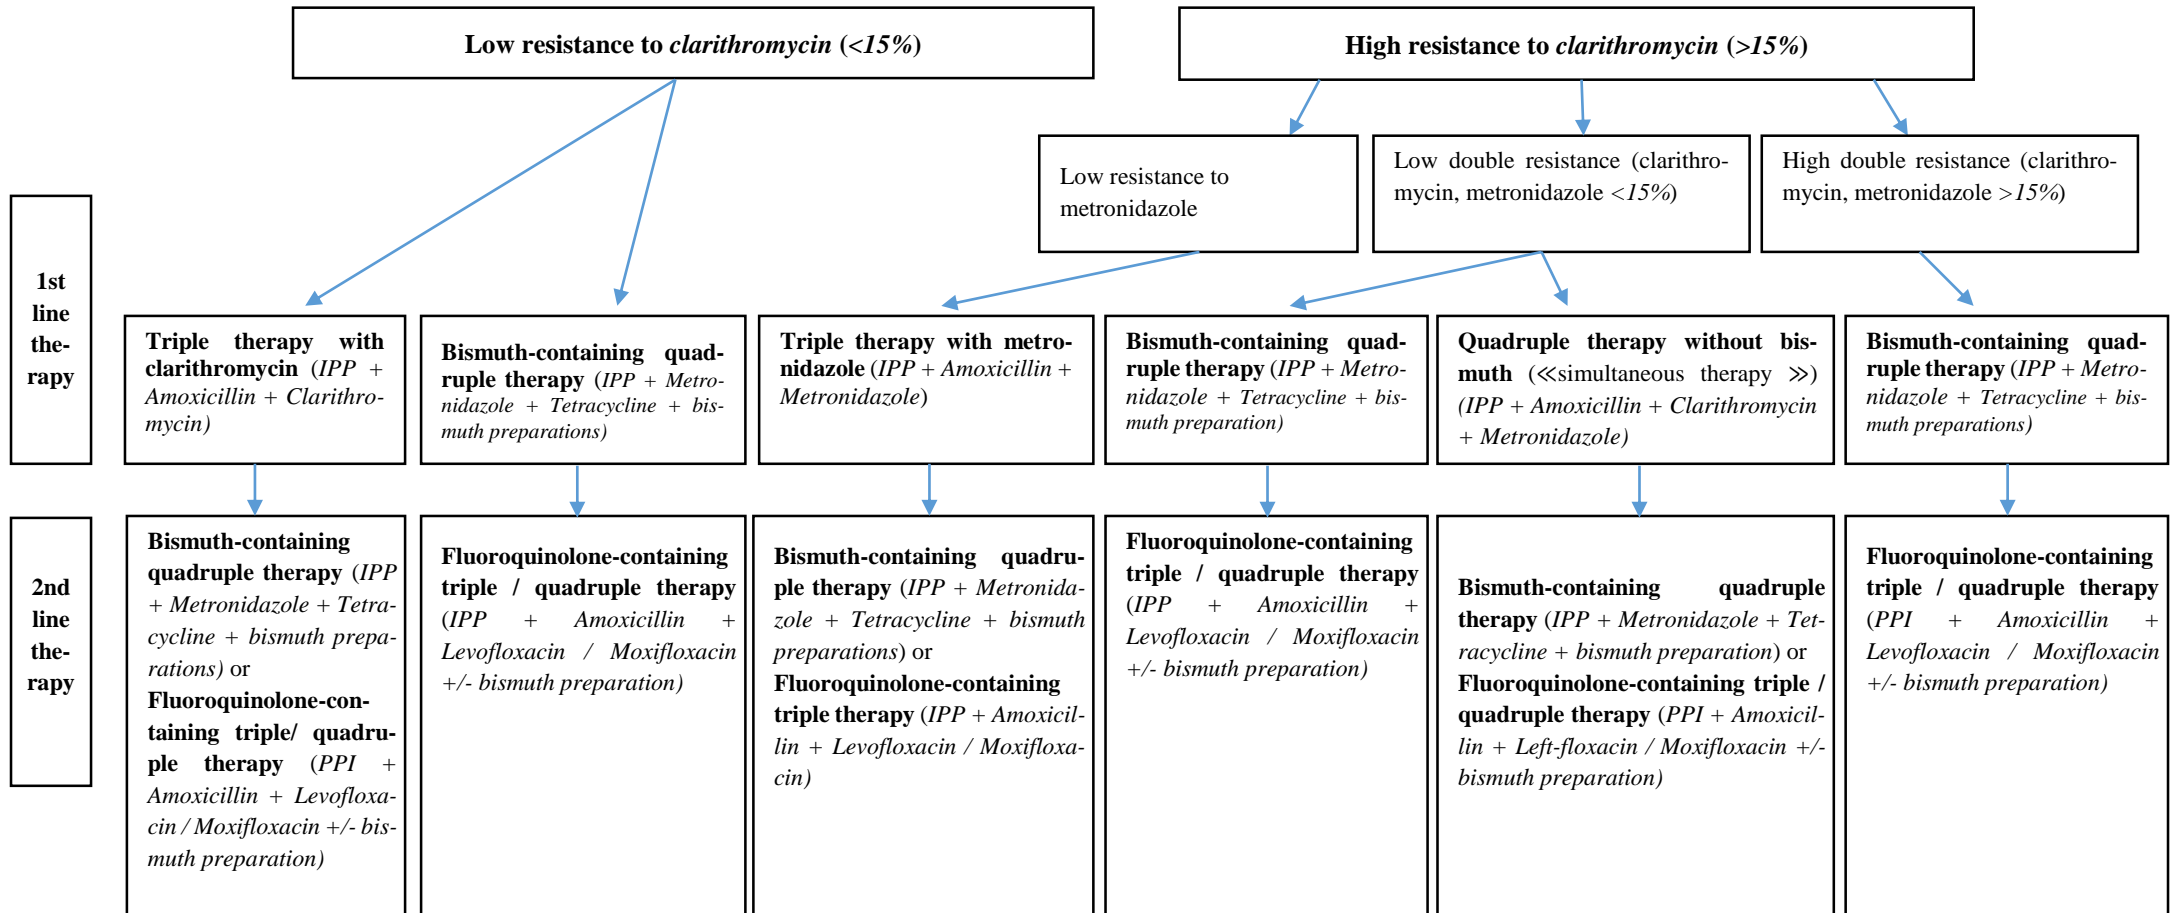 Low resistance to clarithromycin (<15%)
High resistance to clarithromycin (>15%)
Low resistance to
metronidazole
Low double resistance (clarithro-
mycin, metronidazole <15%)
High double resistance (clarithro-
mycin, metronidazole >15%)
1st
line
the-
rapy
Triple therapy with
clarithromycin (IPP +
Amoxicillin + Clarithro-
mycin)
Bismuth-containing quad-
ruple therapy (IPP + Metro-
nidazole + Tetracycline + bis-
muth preparations)
Triple therapy with metro-
nidazole (IPP + Amoxicillin +
Metronidazole)
Bismuth-containing quad-
ruple therapy (IPP + Metro-
nidazole + Tetracycline + bis-
muth preparation)
Quadruple therapy without bis-
muth (≪simultaneous therapy ≫)
(IPP + Amoxicillin + Clarithromycin
+ Metronidazole)
Bismuth-containing quad-
ruple therapy (IPP + Metro-
nidazole + Tetracycline + bis-
muth preparations)
2nd
line
the-
rapy
Bismuth-containing
quadruple therapy (IPP
+ Metronidazole + Tetra-
cycline + bismuth prepa-
rations) or
Fluoroquinolone-con-
taining triple/ quadru-
ple therapy (PPI +
Amoxicillin + Levofloxa-
cin / Moxifloxacin +/- bis-
muth preparation)
Fluoroquinolone-containing
triple / quadruple therapy
(IPP + Amoxicillin +
Levofloxacin / Moxifloxacin
+/- bismuth preparation)
Bismuth-containing quadru-
ple therapy (IPP + Metronida-
zole + Tetracycline + bismuth
preparations) or
Fluoroquinolone-containing
triple therapy (IPP + Amoxicil-
lin + Levofloxacin / Moxifloxa-
cin)
Fluoroquinolone-containing
triple / quadruple therapy
(IPP + Amoxicillin +
Levofloxacin / Moxifloxacin
+/- bismuth preparation)
Bismuth-containing quadruple
therapy (IPP + Metronidazole + Tet-
racycline + bismuth preparation) or
Fluoroquinolone-containing triple /
quadruple therapy (PPI + Amoxicil-
lin + Left-floxacin / Moxifloxacin +/-
bismuth preparation)
Fluoroquinolone-containing
triple / quadruple therapy
(PPI + Amoxicillin +
Levofloxacin / Moxifloxacin
+/- bismuth preparation)